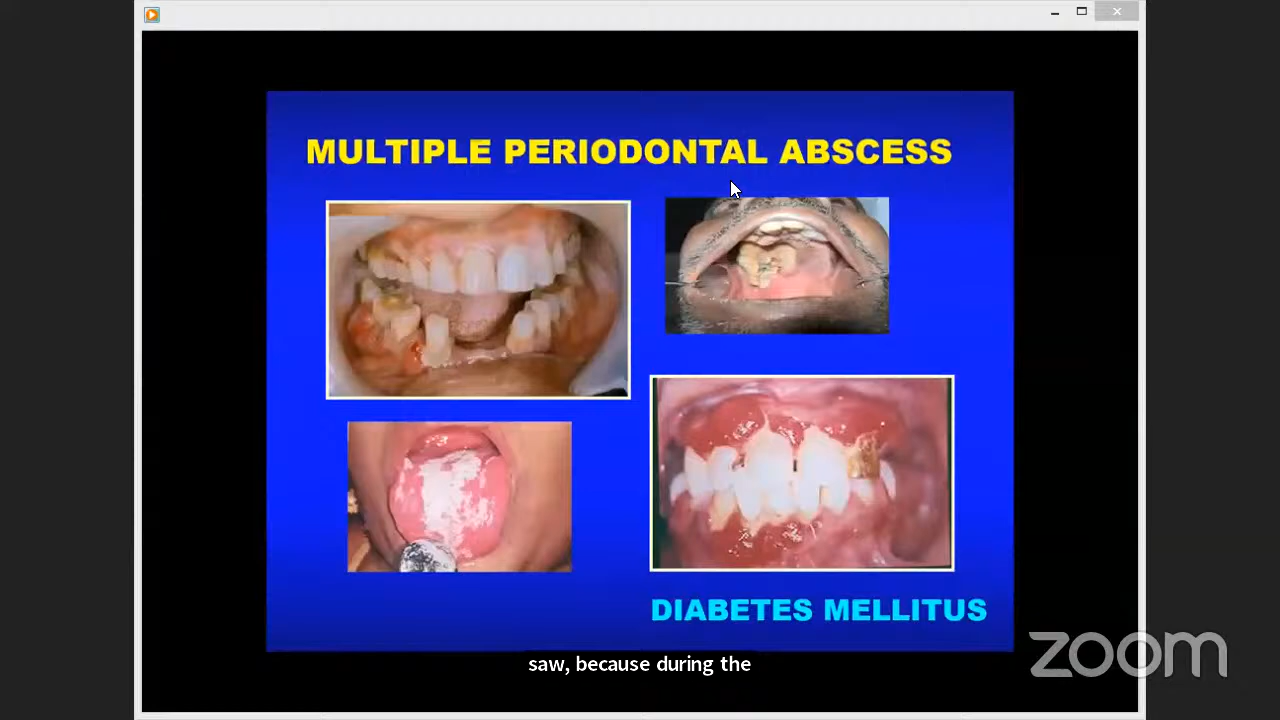 MULTIPLE PERIODONTAL ABSCESS
DIABETES MELLITUS
saw, because during the
zoom